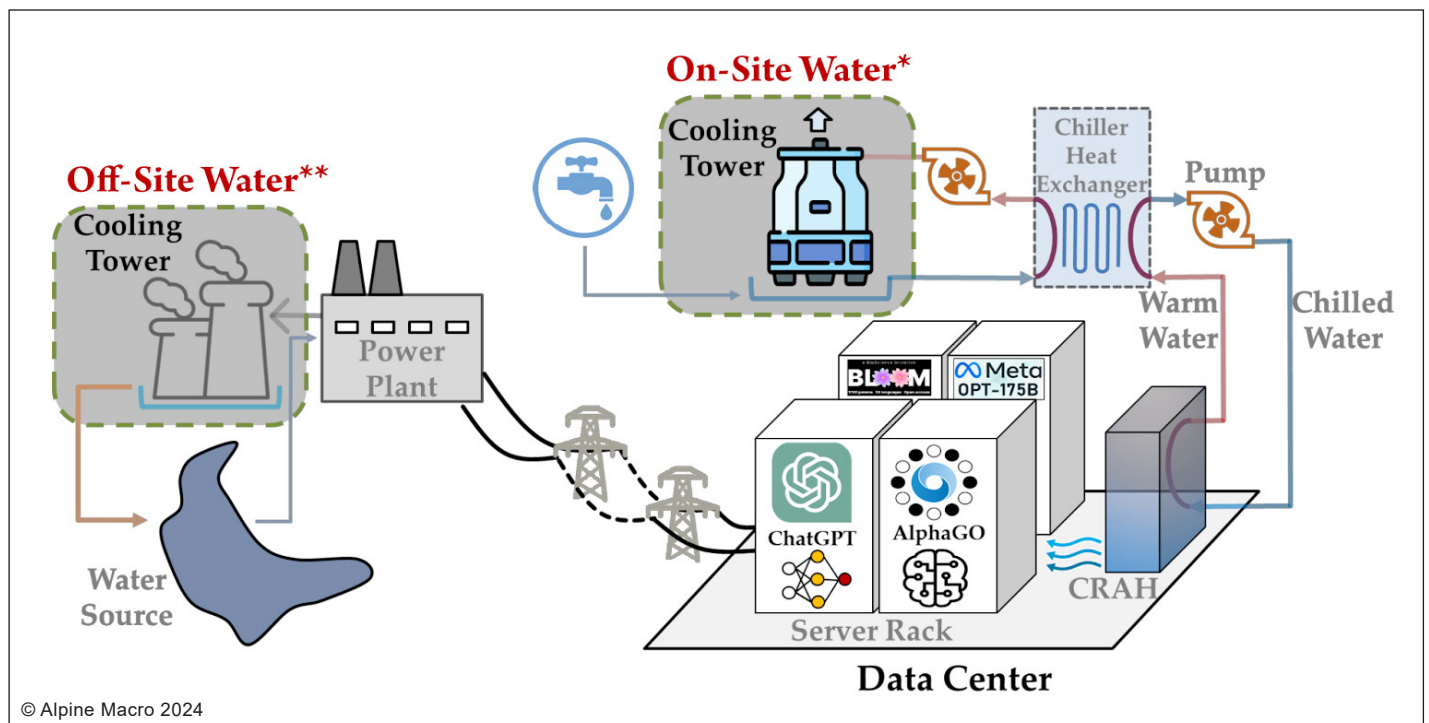 On-Site Water*
Cooling
Tower
Chiller
Heat
Exchanger
Pump
Off-Site Water**
Cooling
Tower
Power
Plant
Warm
Water
Chilled
Water
BLOOM
Meta
OPT-175B
ChatGPT
AlphaGO
Water
Source
CRAH
Server Rack
Data Center
© Alpine Macro 2024